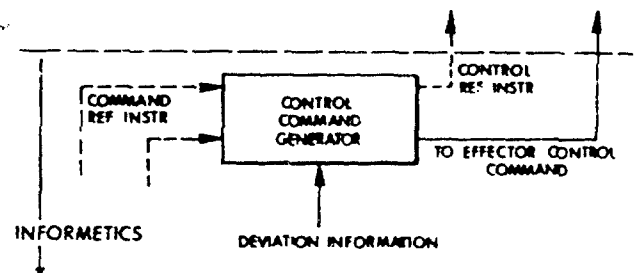 CONTROL
REF INSTR
COMMAND
REF INSTR
CONTROL
COMMAND
GENERATOR
TO EFFECTOR CONTROL
COMMAND
INFORMETICS
DEVIATION INFORMATION